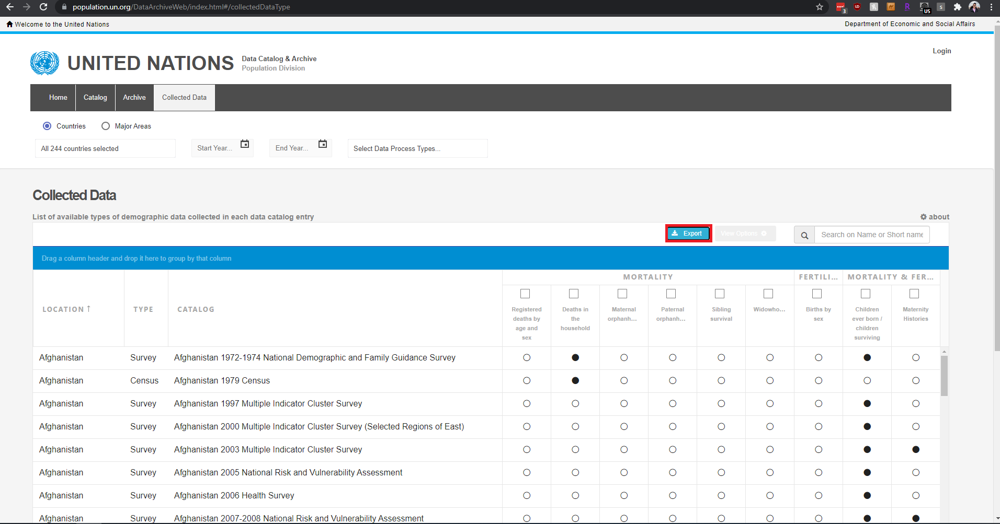 population.un.org/DataArchiveWeb/index.html#/collectedDataType
3
US
Welcome to the United Nations
Department of Economic and Social Affairs
Login
UNITED NATIONS
Data Catalog & Archive
Population Division
Home Catalog Archive Collected Data
Countries Major Areas
All 244 countries selected Start Year... End Year... Select Data Process Types...
Collected Data
List of available types of demographic data collected in each data catalog entry
about
Export View Options Search on Name or Short name
Drag a column header and drop it here to group by that column
MORTALITY FERTILI... MORTALITY & FER...
LOCATION ↑ TYPE CATALOG
Registered
deaths by
age and
sex
Deaths in
the
household
Maternal
orphanh...
Paternal
orphanh...
Sibling
survival
Widowho...
Births by
sex
Children
ever born /
children
surviving
Maternity
Histories
Afghanistan Survey Afghanistan 1972-1974 National Demographic and Family Guidance Survey
Afghanistan Census Afghanistan 1979 Census
Afghanistan Survey Afghanistan 1997 Multiple Indicator Cluster Survey
Afghanistan Survey Afghanistan 2000 Multiple Indicator Cluster Survey (Selected Regions of East)
Afghanistan Survey Afghanistan 2003 Multiple Indicator Cluster Survey
Afghanistan Survey Afghanistan 2005 National Risk and Vulnerability Assessment
Afghanistan Survey Afghanistan 2006 Health Survey
Afghanistan Survey Afghanistan 2007-2008 National Risk and Vulnerability Assessment